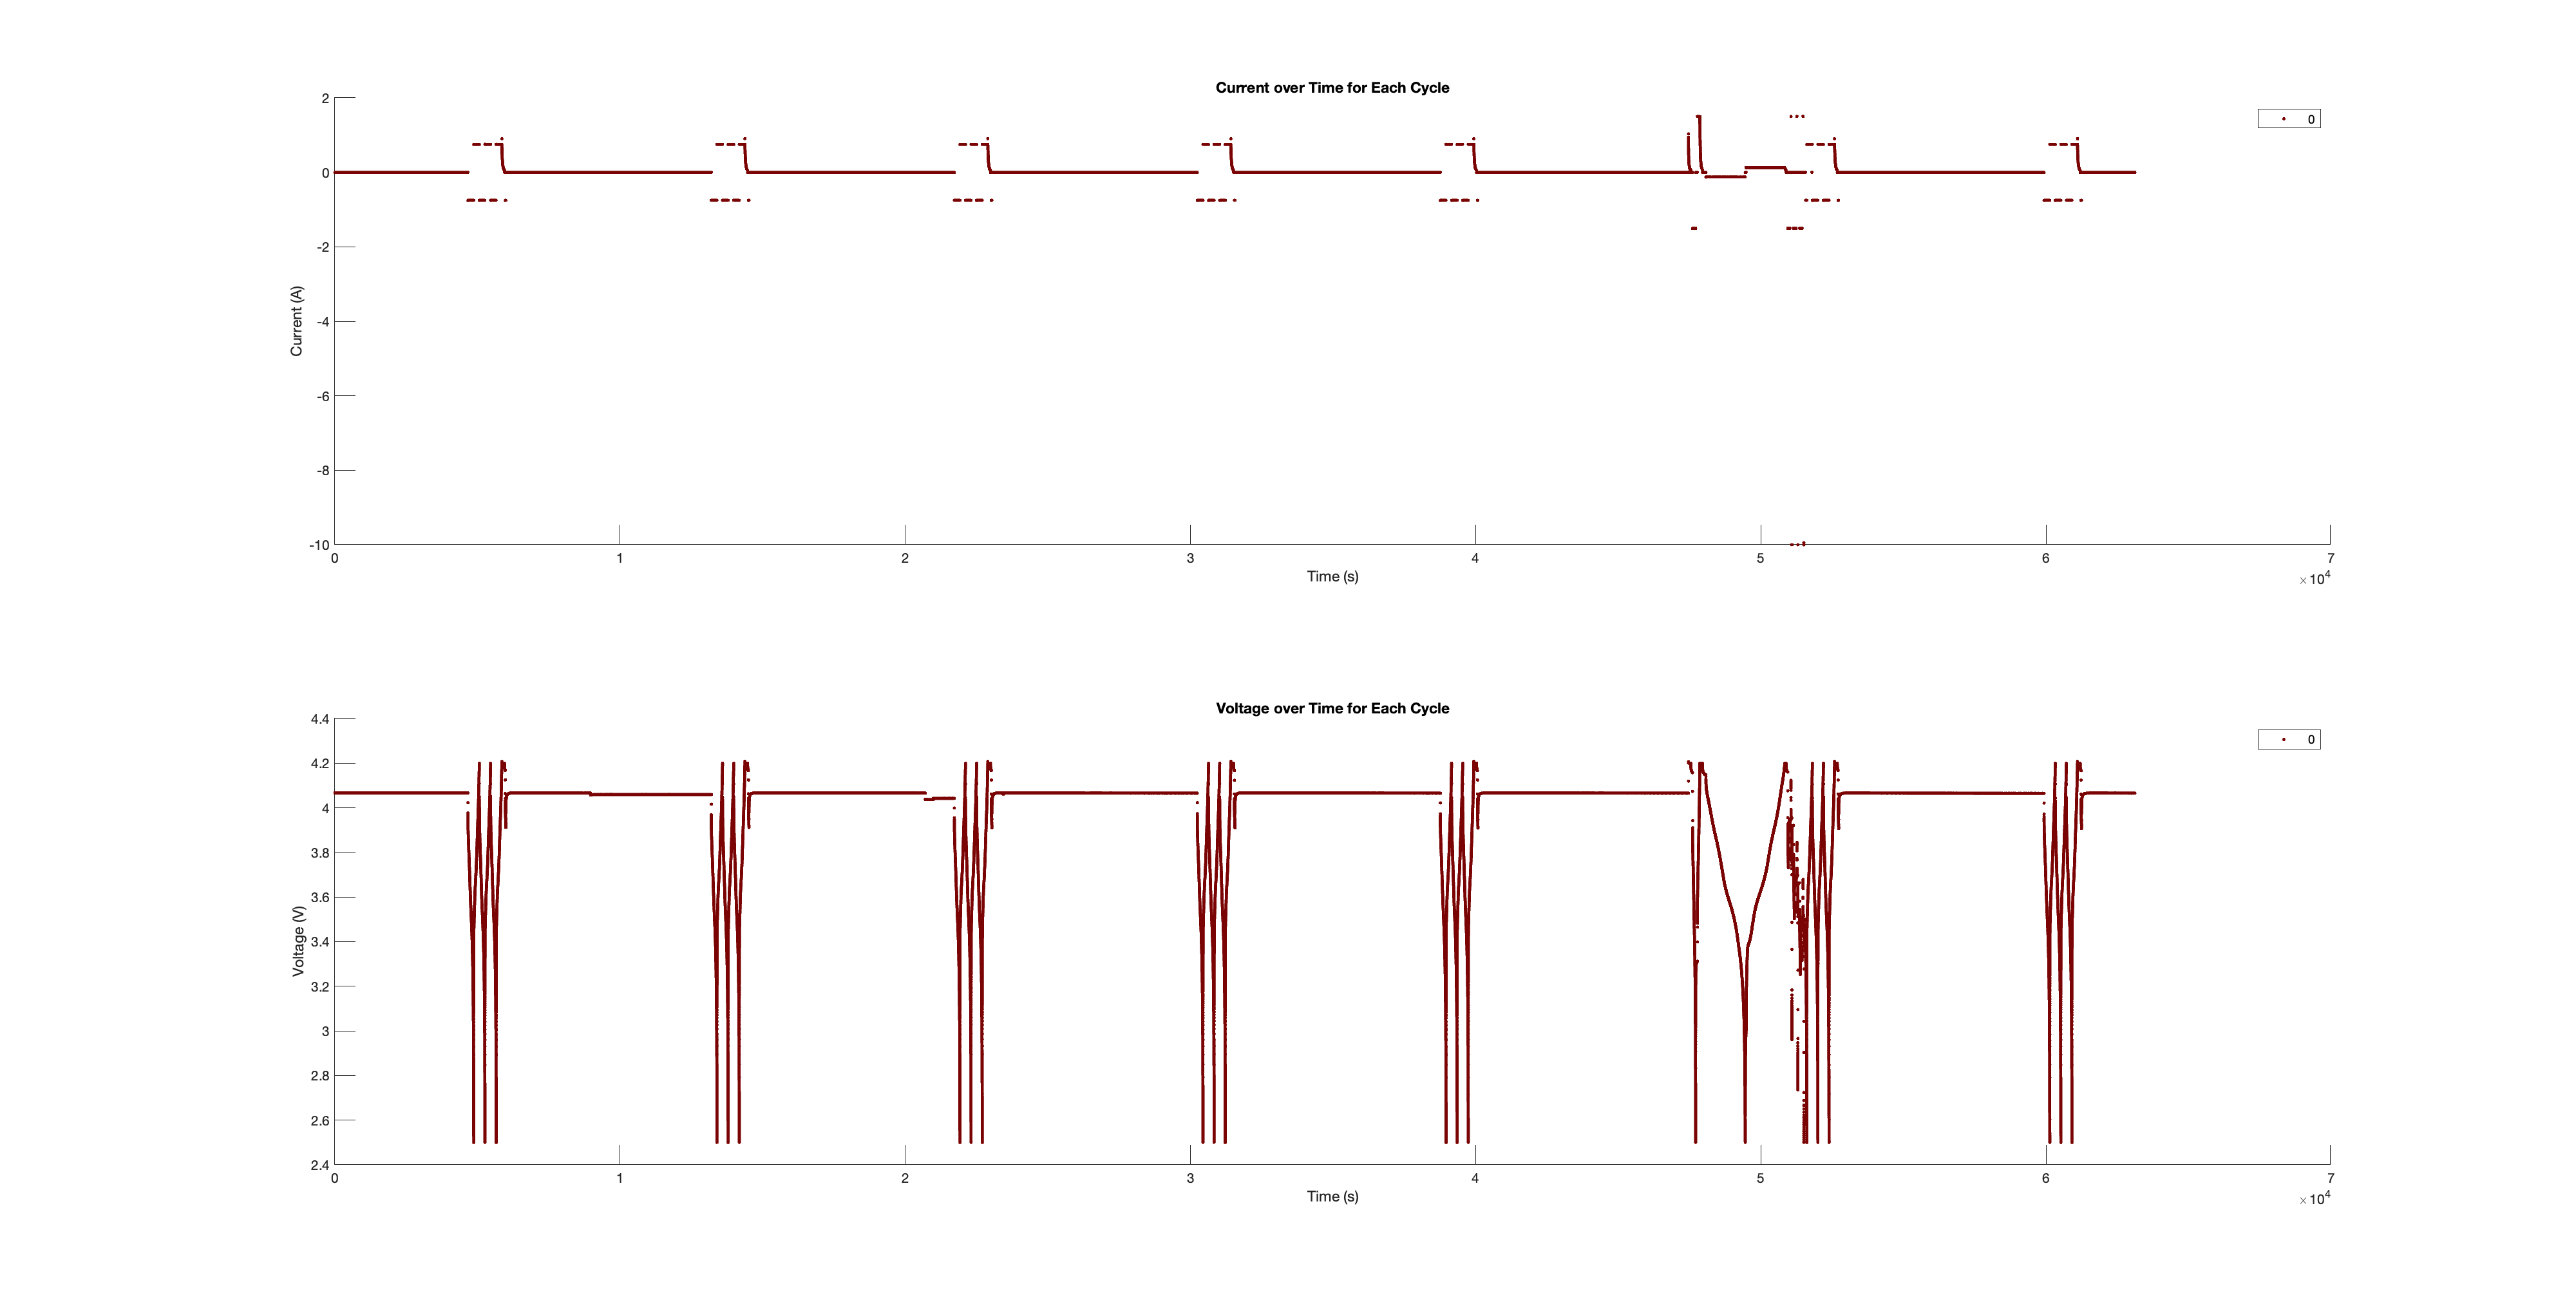 Current over Time for Each Cycle
2
0
-2
-4
-6
-8
-10
Current (A)
0
0 1 2 3 4 5 6 7
Time (s)
×10^4
Voltage over Time for Each Cycle
4.4
4.2
4
3.8
3.6
3.4
3.2
3
2.8
2.6
2.4
Voltage (V)
0
0 1 2 3 4 5 6 7
Time (s)
×10^4